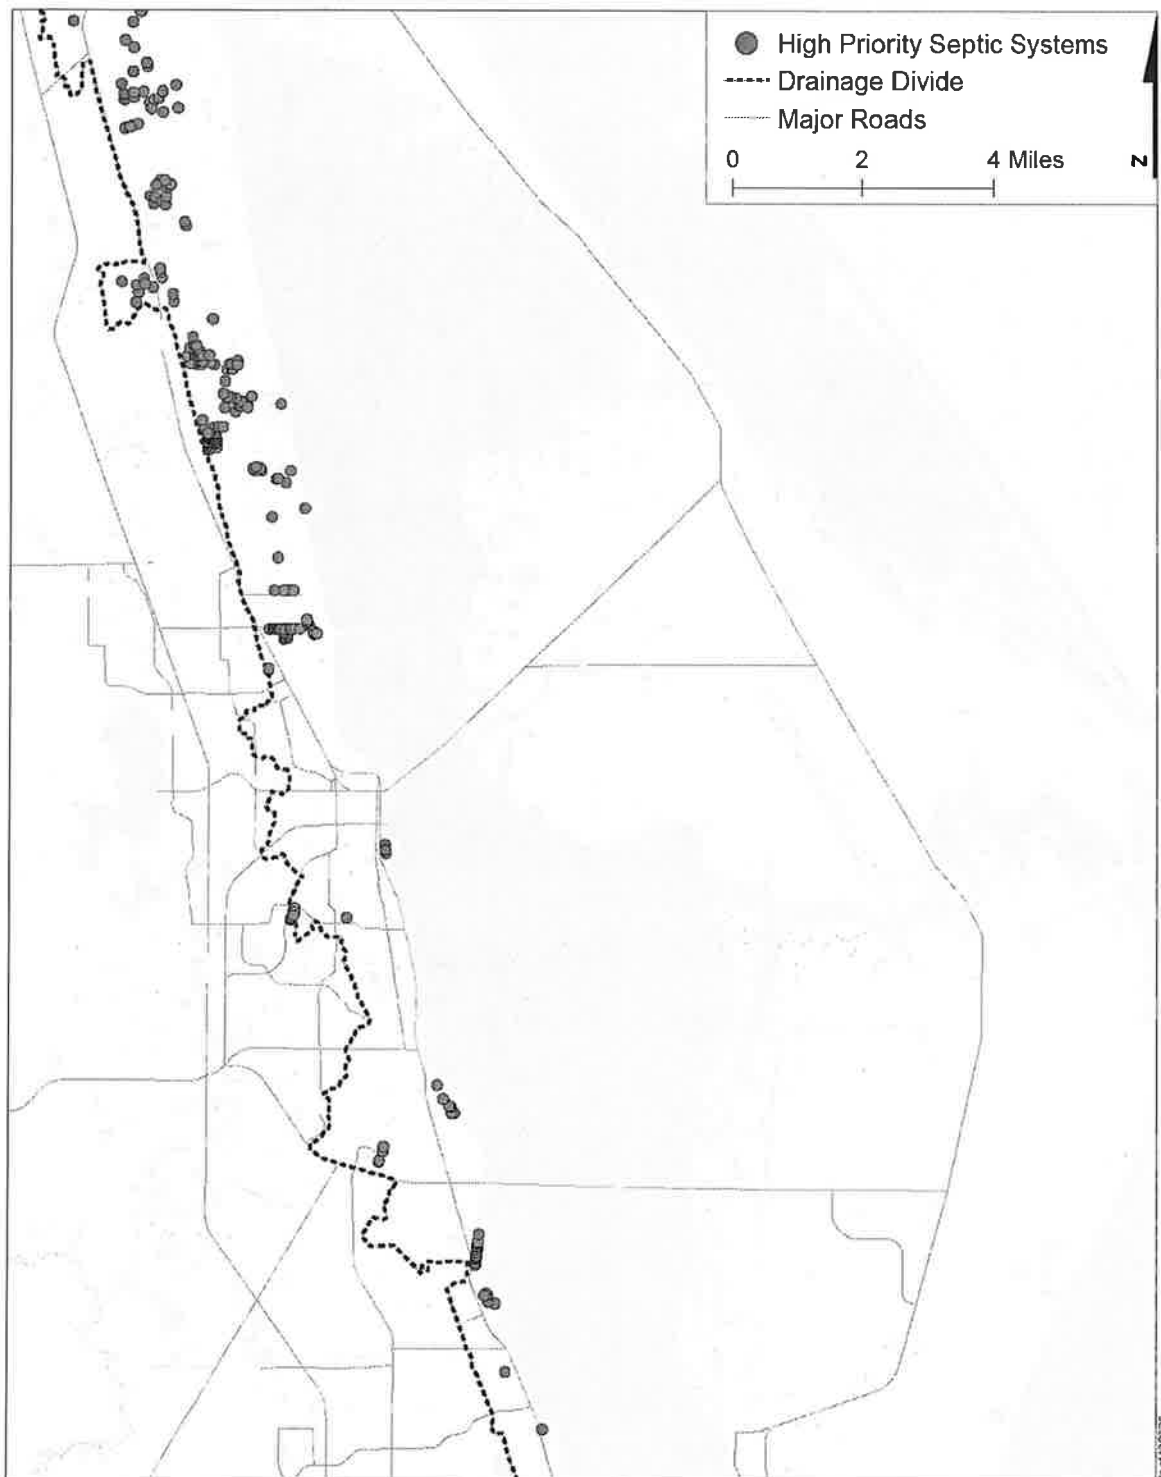 High Priority Septic Systems
Drainage Divide
Major Roads
0 2 4 Miles
N